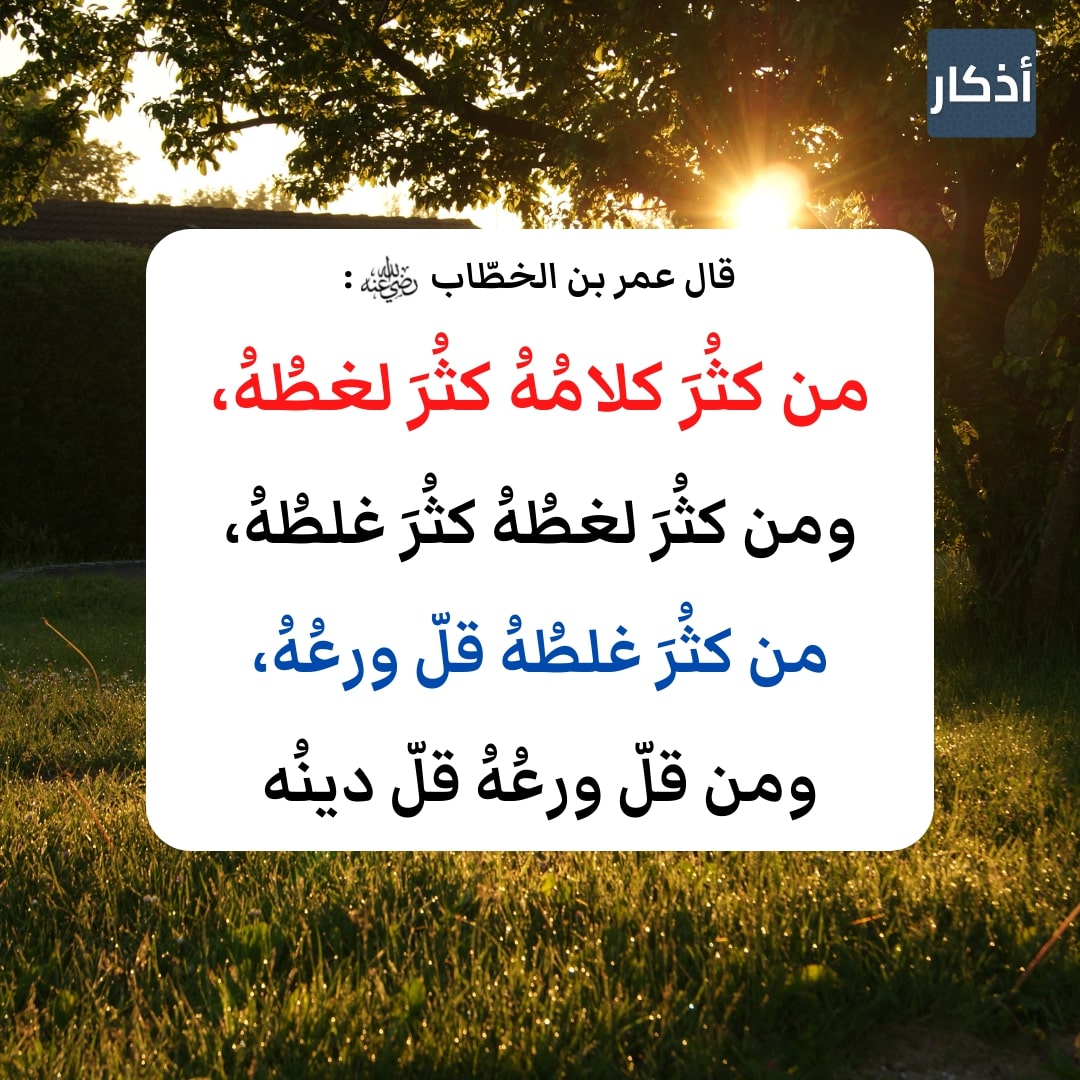 أذكار
قال عمر بن الخطّاب رضي الله عنه :
من كثُرَ كلامُهُ كثُرَ لغطُهُ،
ومن كثُرَ لغطُهُ كثُرَ غلطُهُ،
من كثُرَ غلطُهُ قلّ ورعُهُ،
ومن قلّ ورعُهُ قلّ دينُه